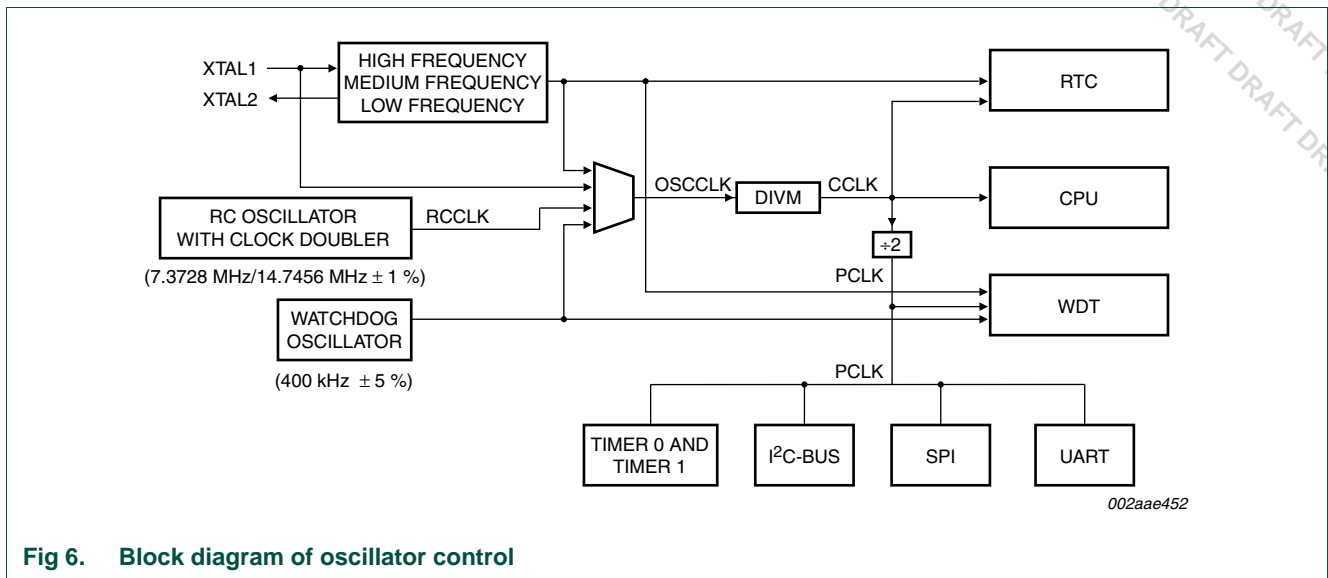 DRAFT DRAFT
DRAFT DRAFT DRA
XTAL1
XTAL2
HIGH FREQUENCY
MEDIUM FREQUENCY
LOW FREQUENCY
RTC
OSCCLK
DIVM
CCLK
CPU
RC OSCILLATOR
WITH CLOCK DOUBLER
RCCLK
(7.3728 MHz/14.7456 MHz ± 1 %)
÷2
PCLK
WATCHDOG
OSCILLATOR
WDT
(400 kHz ± 5 %)
PCLK
TIMER 0 AND
TIMER 1
I²C-BUS
SPI
UART
002aae452
Fig 6. Block diagram of oscillator control